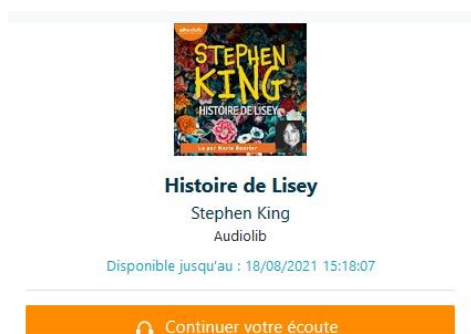 audiolib
STEPHEN
KING
HISTOIRE DE LISEY
Lu par Marie Bouvier
Histoire de Lisey
Stephen King
Audiolib
Disponible jusqu'au : 18/08/2021 15:18:07
Continuer votre écoute